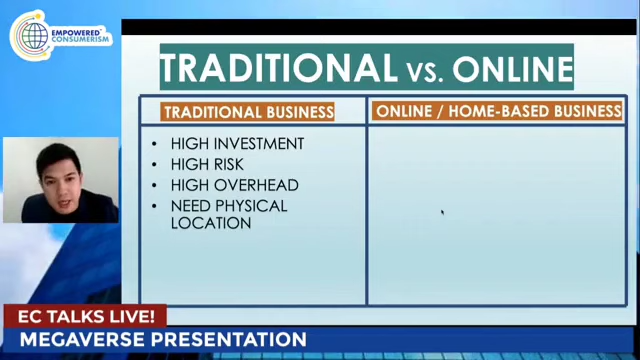 EMPOWERED
CONSUMERISM
TRADITIONAL VS. ONLINE
TRADITIONAL BUSINESS
ONLINE / HOME-BASED BUSINESS
• HIGH INVESTMENT
• HIGH RISK
• HIGH OVERHEAD
• NEED PHYSICAL
LOCATION
EC TALKS LIVE!
MEGAVERSE PRESENTATION